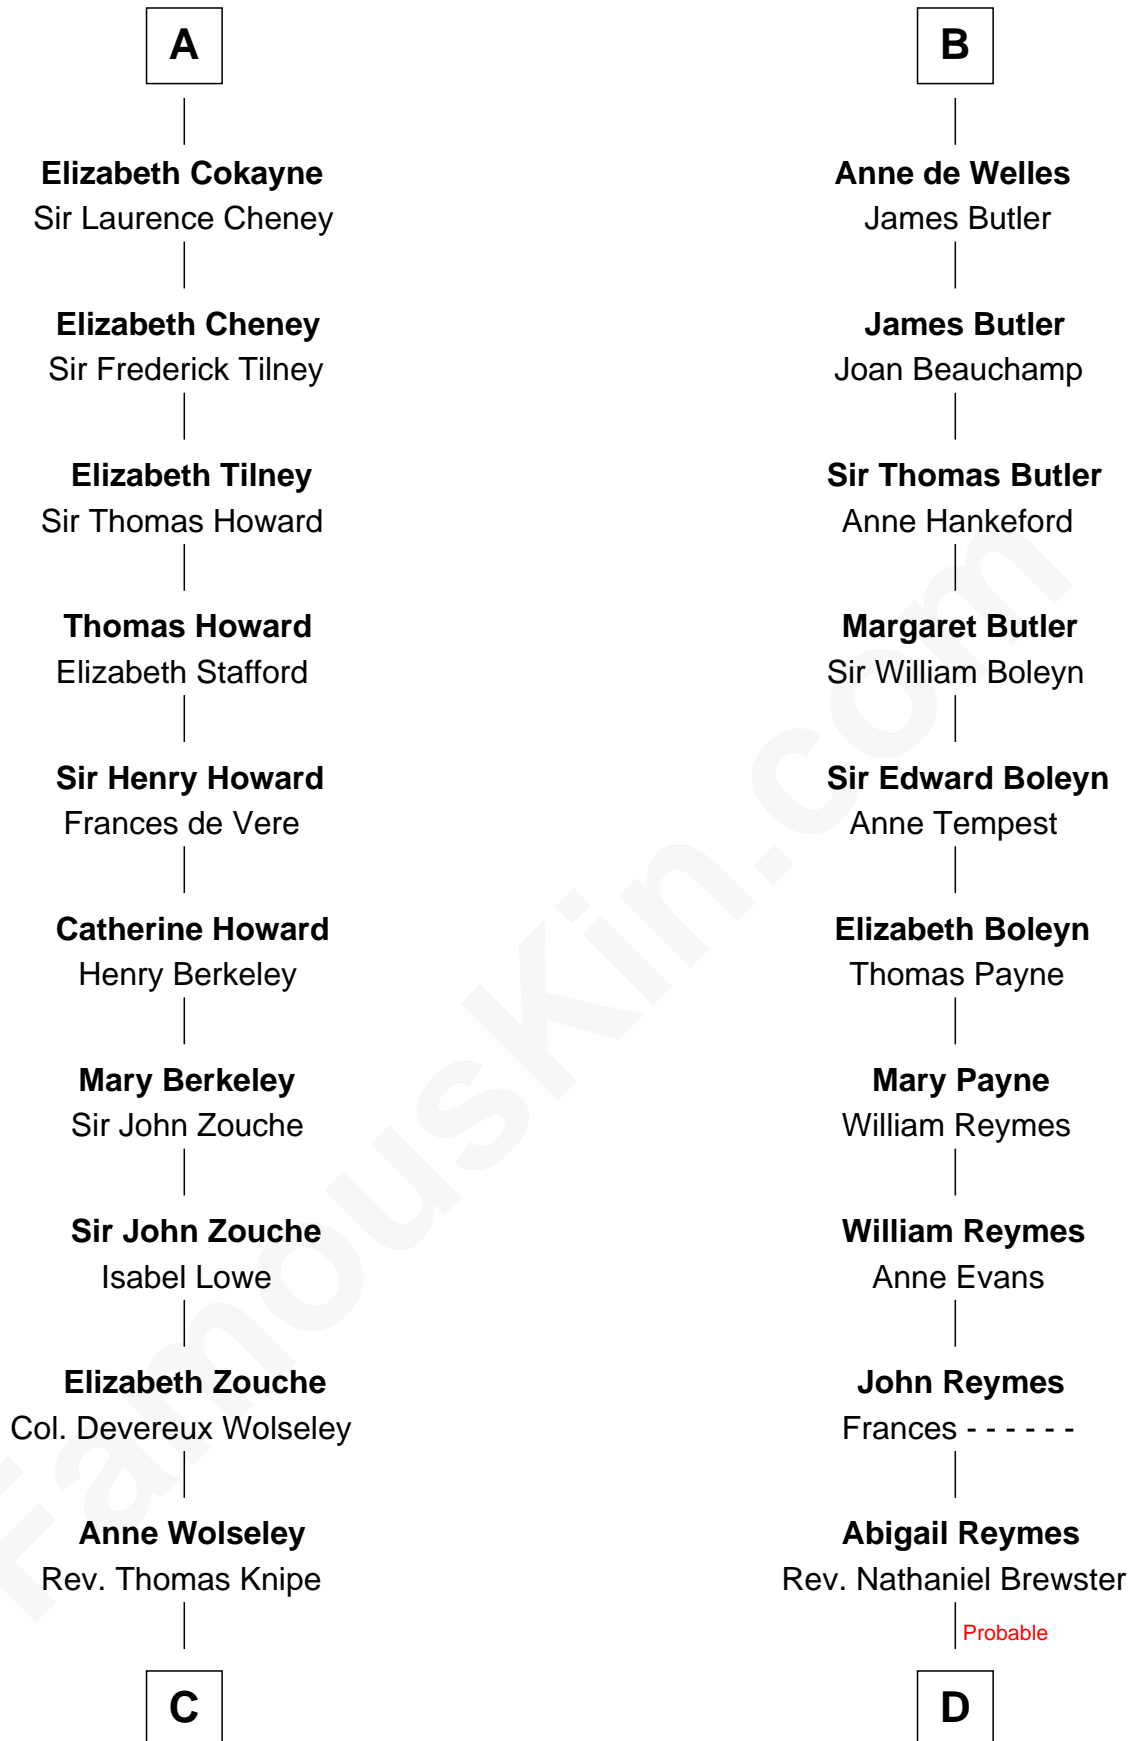 A
Elizabeth Cokayne
Sir Laurence Cheney
Elizabeth Cheney
Sir Frederick Tilney
Elizabeth Tilney
Sir Thomas Howard
Thomas Howard
Elizabeth Stafford
Sir Henry Howard
Frances de Vere
Catherine Howard
Henry Berkeley
Mary Berkeley
Sir John Zouche
Sir John Zouche
Isabel Lowe
Elizabeth Zouche
Col. Devereux Wolseley
Anne Wolseley
Rev. Thomas Knipe
C
B
Anne de Welles
James Butler
James Butler
Joan Beauchamp
Sir Thomas Butler
Anne Hankeford
Margaret Butler
Sir William Boleyn
Sir Edward Boleyn
Anne Tempest
Elizabeth Boleyn
Thomas Payne
Mary Payne
William Reymes
William Reymes
Anne Evans
John Reymes
Frances - - - - - -
Abigail Reymes
Rev. Nathaniel Brewster
Probable
D
FamousKin.com